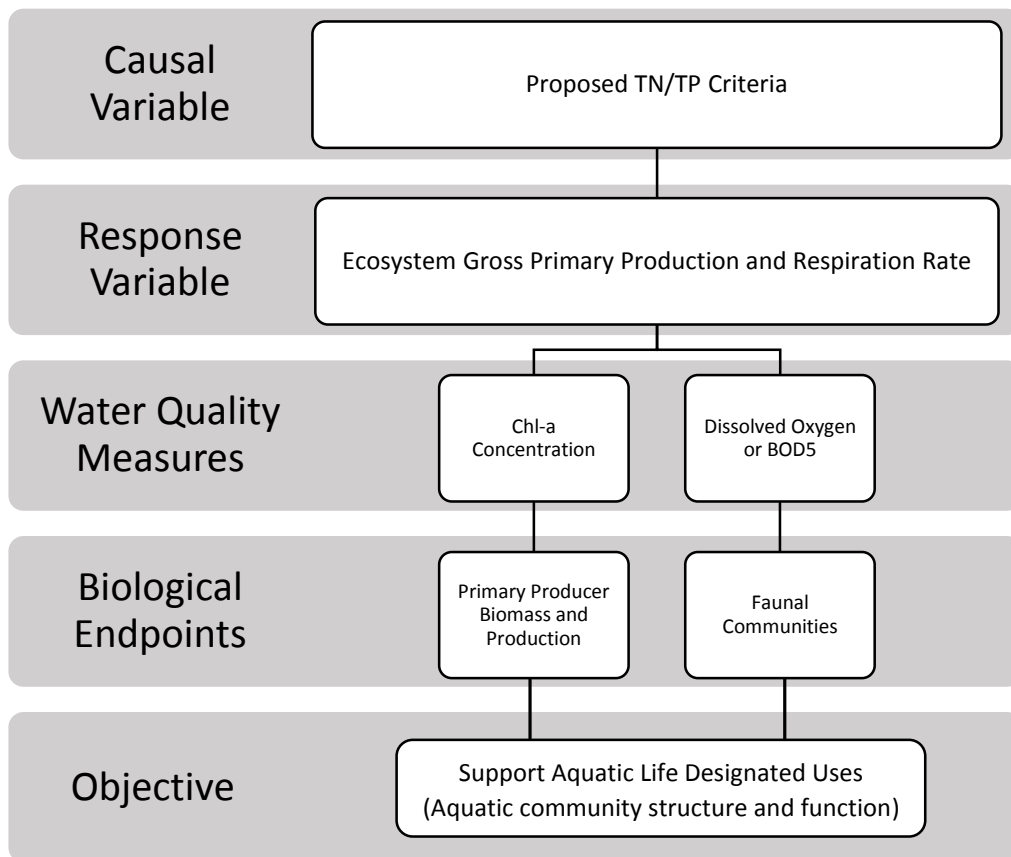 Causal
Variable
Proposed TN/TP Criteria
Response
Variable
Ecosystem Gross Primary Production and Respiration Rate
Water Quality
Measures
Chl-a
Concentration
Dissolved Oxygen
or BOD5
Biological
Endpoints
Primary Producer
Biomass and
Production
Faunal
Communities
Objective
Support Aquatic Life Designated Uses
(Aquatic community structure and function)